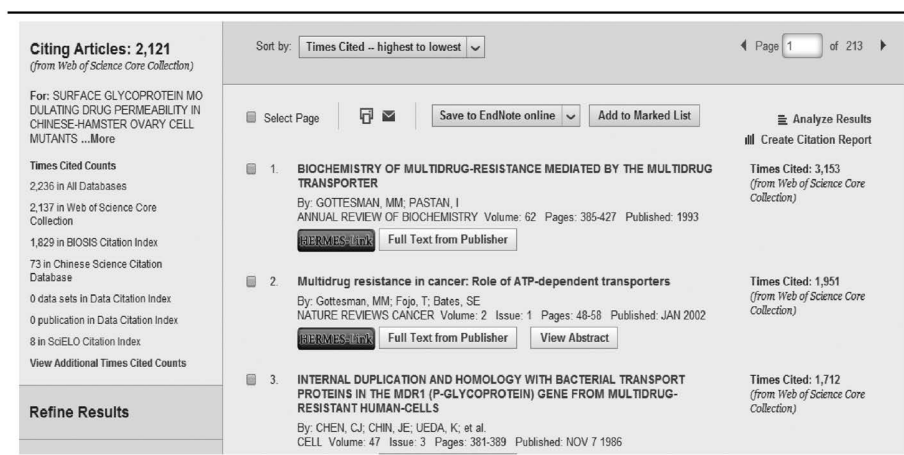 Citing Articles: 2,121
(from Web of Science Core Collection)
For: SURFACE GLYCOPROTEIN MO
DULATING DRUG PERMEABILITY IN
CHINESE-HAMSTER OVARY CELL
MUTANTS ...More
Times Cited Counts
2,236 in All Databases
2,137 in Web of Science Core
Collection
1,829 in BIOSIS Citation Index
73 in Chinese Science Citation
Database
0 data sets in Data Citation Index
0 publication in Data Citation Index
8 in SciELO Citation Index
View Additional Times Cited Counts
Refine Results
Sort by: Times Cited -- highest to lowest
Page 1 of 213
Select Page
Save to EndNote online
Add to Marked List
Analyze Results
Create Citation Report
1. BIOCHEMISTRY OF MULTIDRUG-RESISTANCE MEDIATED BY THE MULTIDRUG
TRANSPORTER
By: GOTTESMAN, MM; PASTAN, I
ANNUAL REVIEW OF BIOCHEMISTRY Volume: 62 Pages: 385-427 Published: 1993
HERMES-Link Full Text from Publisher
Times Cited: 3,153
(from Web of Science Core
Collection)
2. Multidrug resistance in cancer: Role of ATP-dependent transporters
By: Gottesman, MM; Fojo, T; Bates, SE
NATURE REVIEWS CANCER Volume: 2 Issue: 1 Pages: 48-58 Published: JAN 2002
HERMES-Link Full Text from Publisher View Abstract
Times Cited: 1,951
(from Web of Science Core
Collection)
3. INTERNAL DUPLICATION AND HOMOLOGY WITH BACTERIAL TRANSPORT
PROTEINS IN THE MDR1 (P-GLYCOPROTEIN) GENE FROM MULTIDRUG-
RESISTANT HUMAN-CELLS
By: CHEN, CJ; CHIN, JE; UEDA, K; et al.
CELL Volume: 47 Issue: 3 Pages: 381-389 Published: NOV 7 1986
Times Cited: 1,712
(from Web of Science Core
Collection)